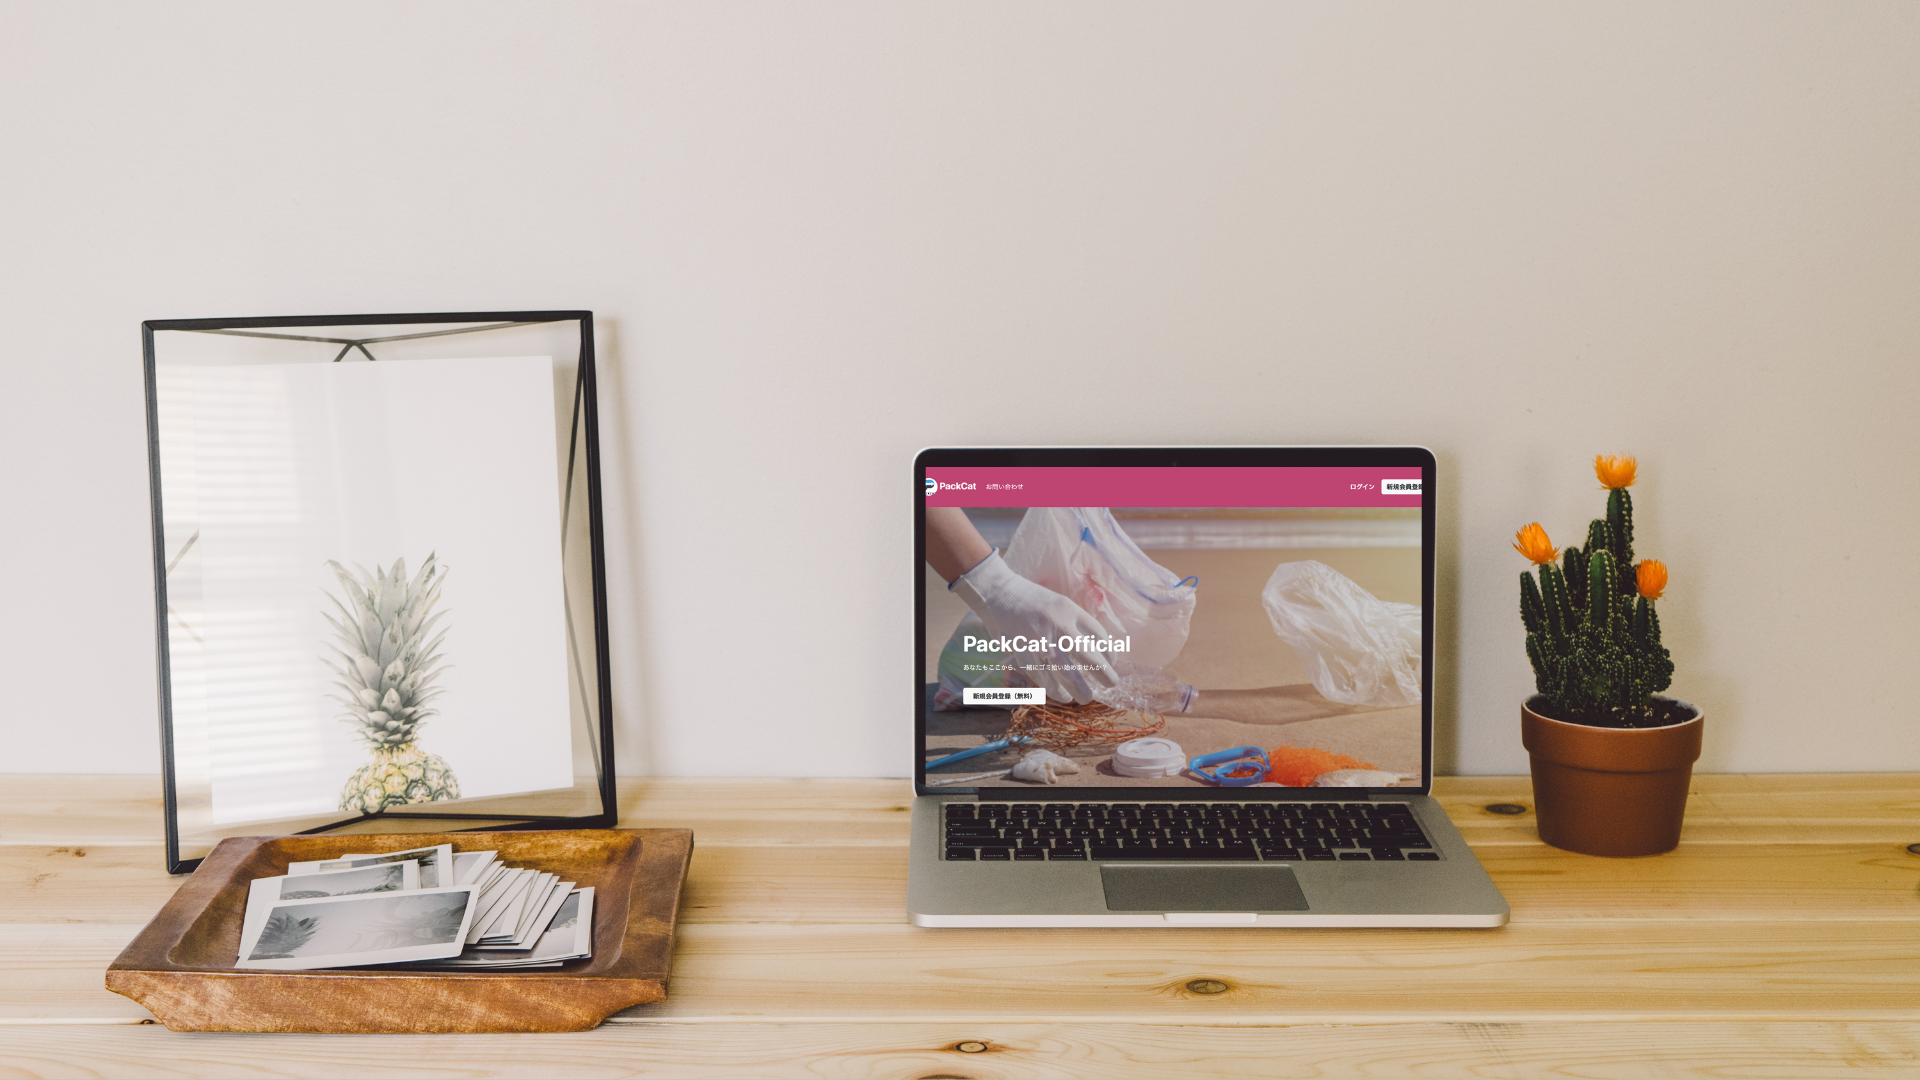 PackCat お問い合わせ ログイン 新規会員登録
PackCat-Official
あなたもここから、一緒にゴミ拾い始めませんか？
新規会員登録（無料）